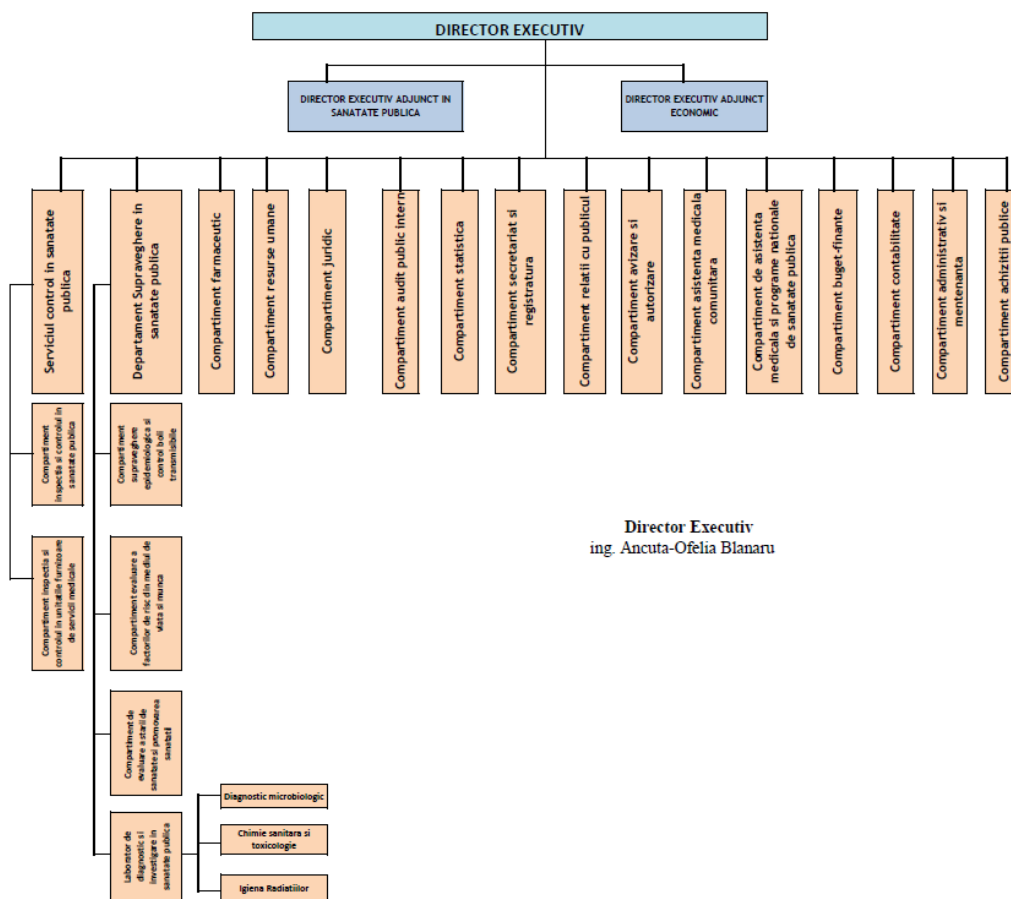 DIRECTOR EXECUTIV
DIRECTOR EXECUTIV ADJUNCT IN
SANATATE PUBLICA
DIRECTOR EXECUTIV ADJUNCT
ECONOMIC
Serviciul control in sanatate
publica
Departament Supraveghere in
sanatate publica
Compartiment farmaceutic
Compartiment resurse umane
Compartiment juridic
Compartiment audit public intern
Compartiment statistica
Compartiment secretariat si
registratura
Compartiment relatii cu publicul
Compartiment avizare si
autorizare
Compartiment asistenta medicala
comunitara
Compartiment de asistenta
medicala si programe nationale
de sanatate publica
Compartiment buget-finante
Compartiment contabilitate
Compartiment administrativ si
mentenanta
Compartiment achizitii publice
Compartiment
inspectia si controlul in
sanatate publica
Compartiment
supraveghere
epidemiologica si
control boli
transmisibile
Director Executiv
ing. Ancuta-Ofelia Blanaru
Compartiment inspectia si
controlul in unitatile furnizoare
de servicii medicale
Compartiment evaluare a
factorilor de risc din mediul de
viata si munca
Compartiment de
evaluare a starii de
sanatate si promovarea
sanatatii
Laborator de
diagnostic si
investigare in
sanatate publica
Diagnostic microbiologic
Chimie sanitara si
toxicologie
Igiena Radiatiilor